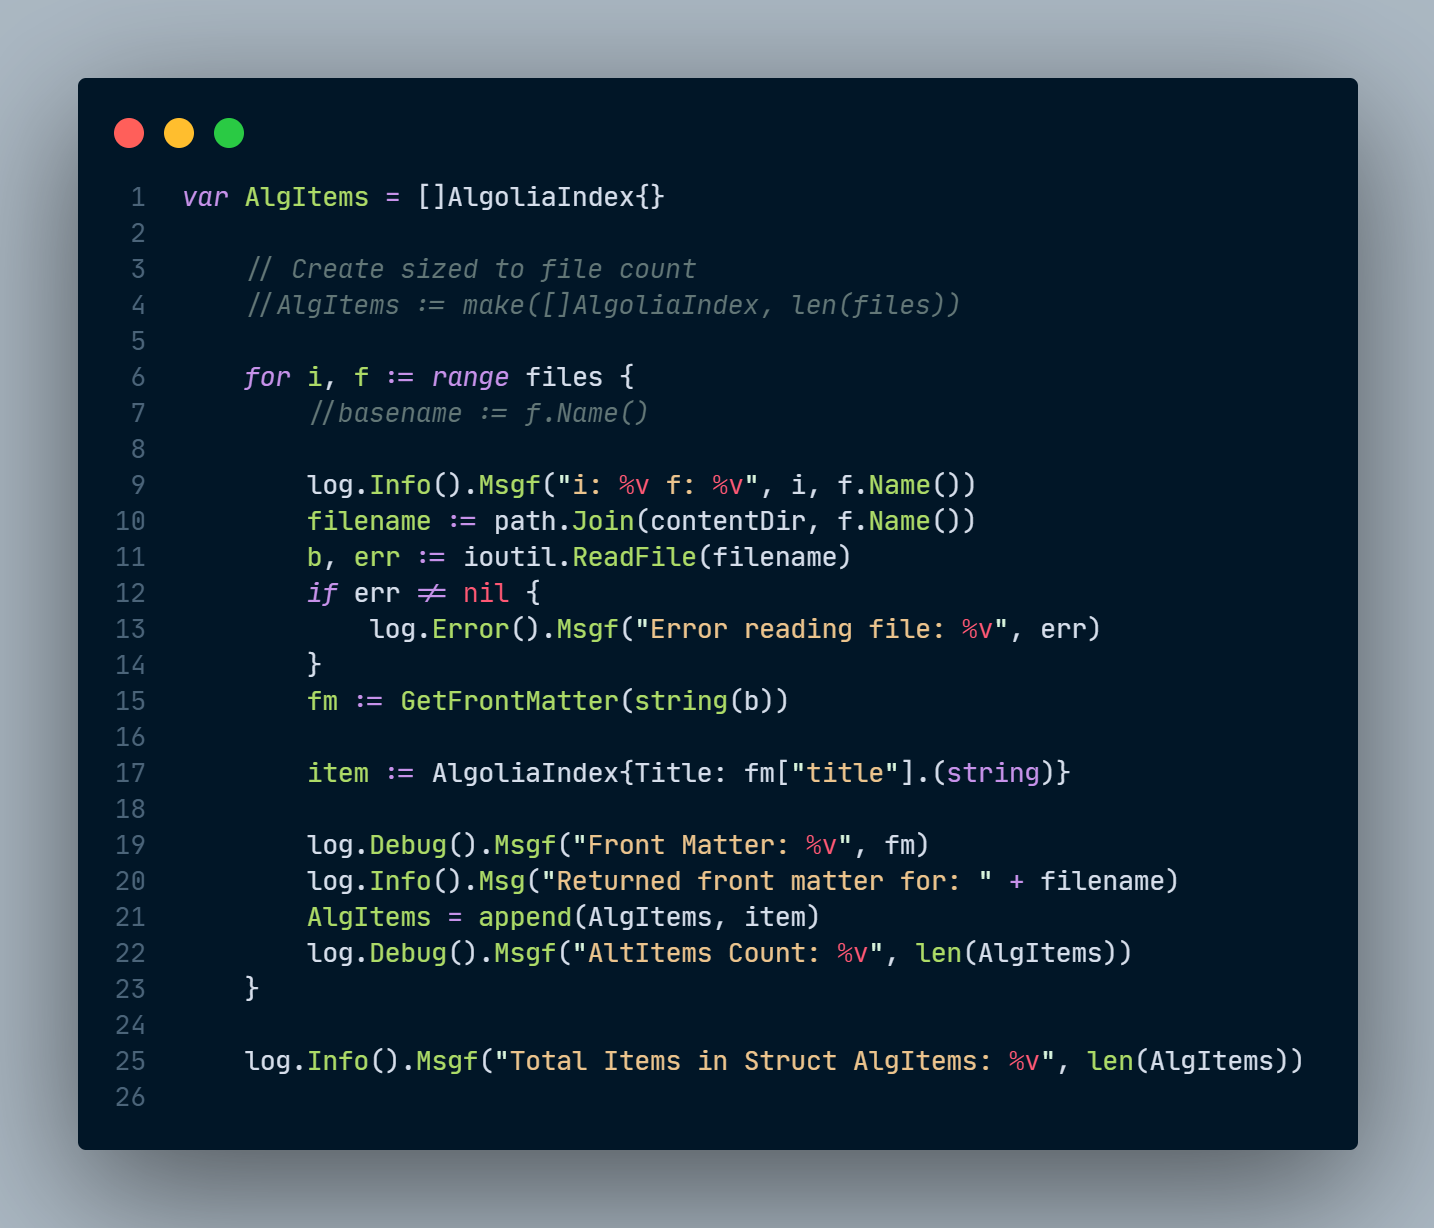 1 var AlgItems = []AlgoliaIndex{}
2
3 // Create sized to file count
4 //AlgItems := make([]AlgoliaIndex, len(files))
5
6 for i, f := range files {
7 //basename := f.Name()
8
9 log.Info().Msgf("i: %v f: %v", i, f.Name())
10 filename := path.Join(contentDir, f.Name())
11 b, err := ioutil.ReadFile(filename)
12 if err != nil {
13 log.Error().Msgf("Error reading file: %v", err)
14 }
15 fm := GetFrontMatter(string(b))
16
17 item := AlgoliaIndex{Title: fm["title"].(string)}
18
19 log.Debug().Msgf("Front Matter: %v", fm)
20 log.Info().Msg("Returned front matter for: " + filename)
21 AlgItems = append(AlgItems, item)
22 log.Debug().Msgf("AltItems Count: %v", len(AlgItems))
23 }
24
25 log.Info().Msgf("Total Items in Struct AlgItems: %v", len(AlgItems))
26